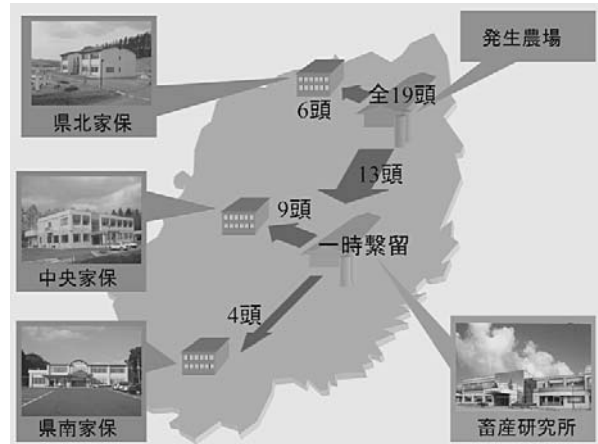 発生農場
全19頭
県北家保
6頭
13頭
9頭
一時繋留
中央家保
4頭
県南家保
畜産研究所